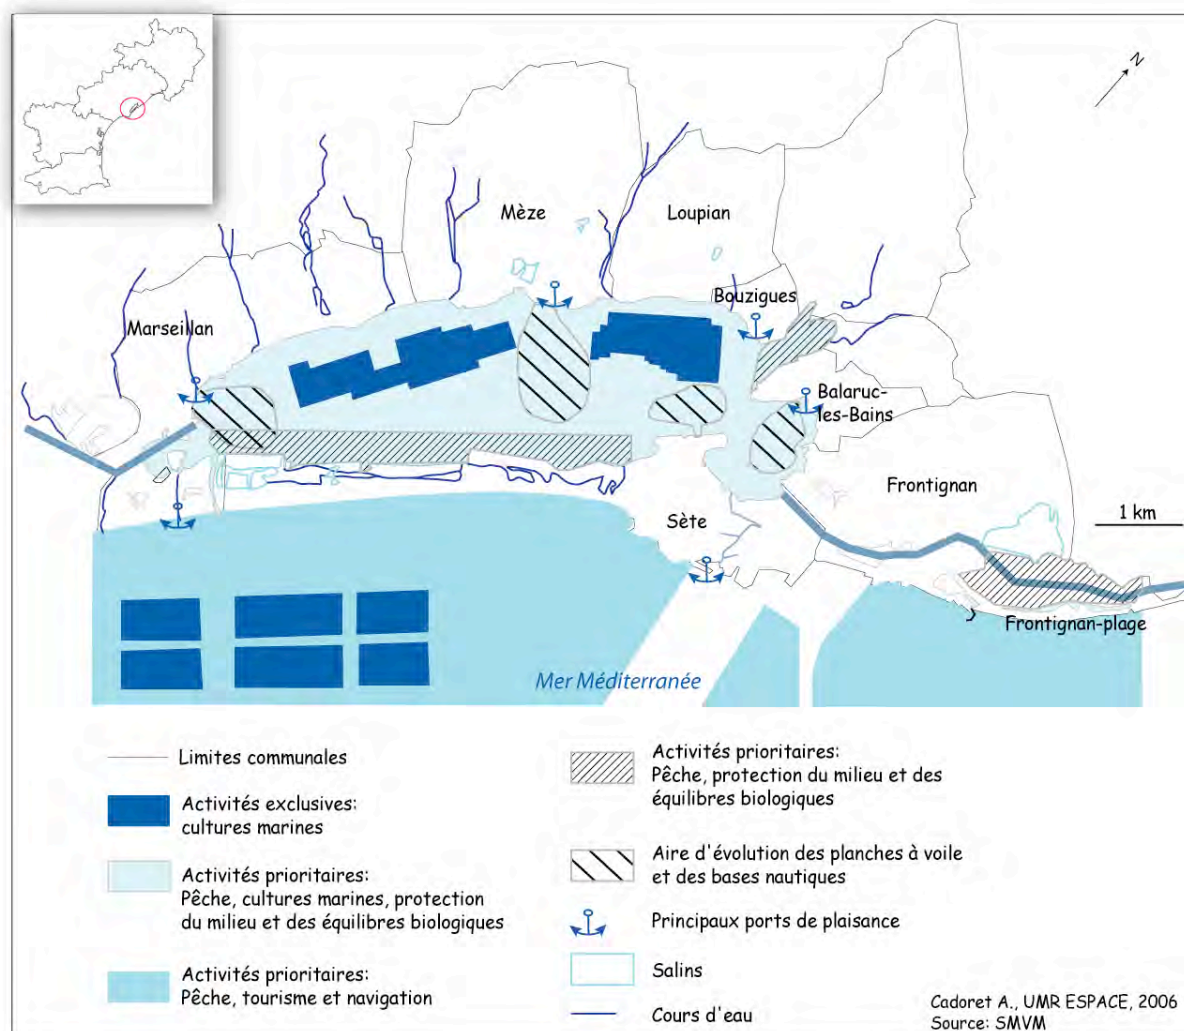 N
Mèze
Loupian
Bouzigues
Marseillan
Balaruc-
les-Bains
Frontignan
Sète
1 km
Frontignan-plage
Mer Méditerranée
Limites communales
Activités exclusives:
cultures marines
Activités prioritaires:
Pêche, cultures marines, protection
du milieu et des équilibres biologiques
Activités prioritaires:
Pêche, tourisme et navigation
Activités prioritaires:
Pêche, protection du milieu et des
équilibres biologiques
Aire d'évolution des planches à voile
et des bases nautiques
Principaux ports de plaisance
Salins
Cours d'eau
Cadoret A., UMR ESPACE, 2006
Source: SMVM